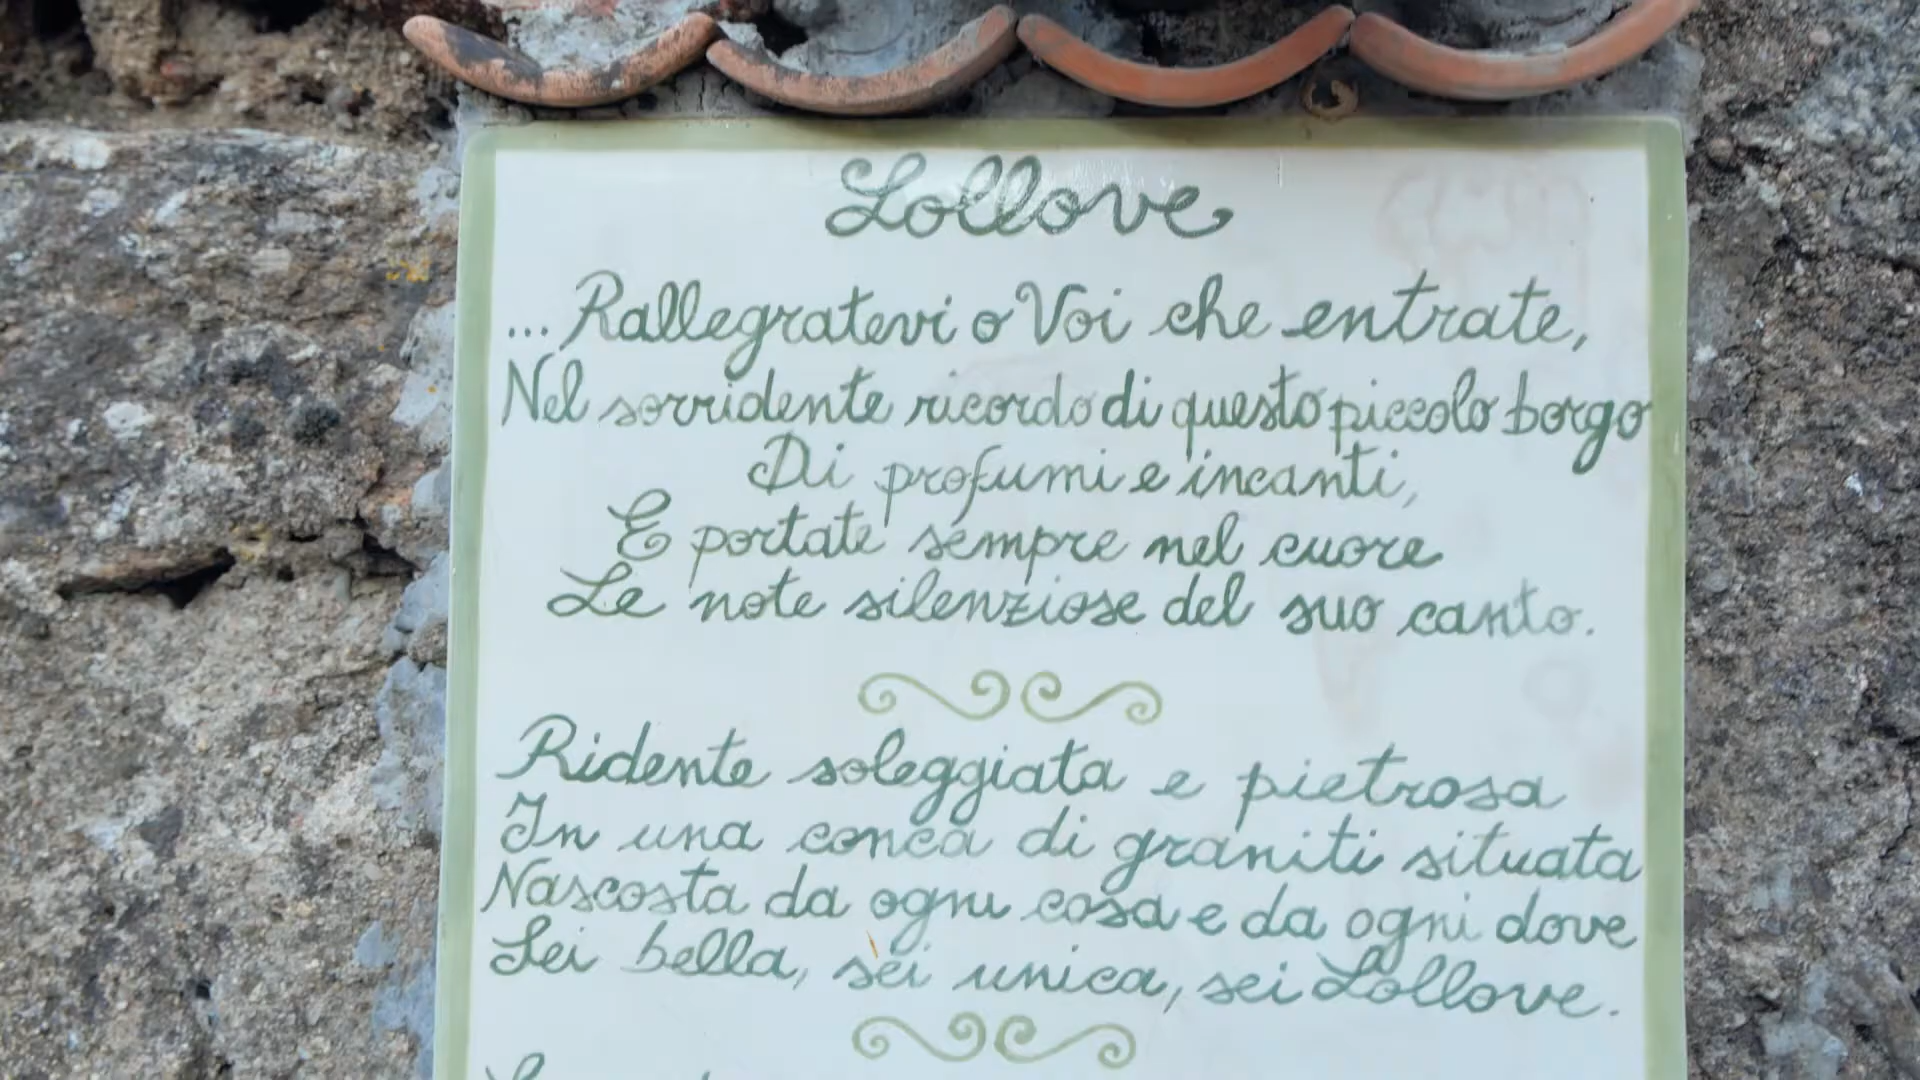 Lollove
... Rallegratevi o Voi che entrate,
Nel sorridente ricordo di questo piccolo borgo
Di profumi e incanti,
E portate sempre nel cuore
Le note silenziose del suo canto.
Ridente soleggiata e pietrosa
In una conca di graniti situata
Nascosta da ogni cosa e da ogni dove
Sei bella, sei unica, sei Lollove.